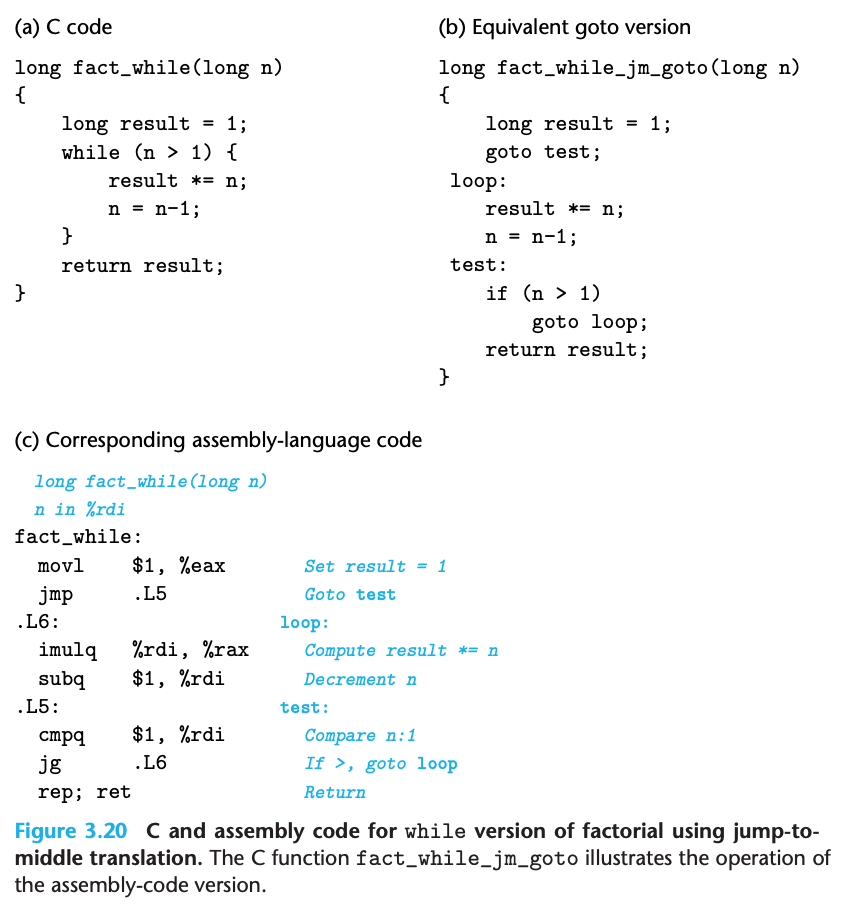 (a) C code
long fact_while(long n)
{
    long result = 1;
    while (n > 1) {
        result *= n;
        n = n-1;
    }
    return result;
}
(b) Equivalent goto version
long fact_while_jm_goto(long n)
{
    long result = 1;
    goto test;
 loop:
    result *= n;
    n = n-1;
 test:
    if (n > 1)
        goto loop;
    return result;
}
(c) Corresponding assembly-language code
long fact_while(long n)
n in %rdi
fact_while:
  movl    $1, %eax    Set result = 1
  jmp     .L5    Goto test
.L6:    loop:
  imulq   %rdi, %rax    Compute result *= n
  subq    $1, %rdi    Decrement n
.L5:    test:
  cmpq    $1, %rdi    Compare n:1
  jg      .L6    If >, goto loop
  rep; ret    Return
Figure 3.20 C and assembly code for while version of factorial using jump-to-
middle translation. The C function fact_while_jm_goto illustrates the operation of
the assembly-code version.